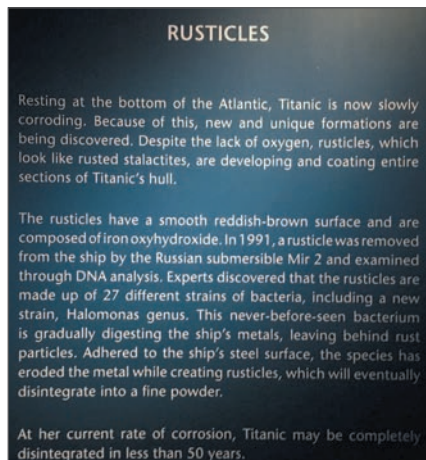 RUSTICLES
Resting at the bottom of the Atlantic, Titanic is now slowly
corroding. Because of this, new and unique formations are
being discovered. Despite the lack of oxygen, rusticles, which
look like rusted stalactites, are developing and coating entire
sections of Titanic's hull.
The rusticles have a smooth reddish-brown surface and are
composed of iron oxyhydroxide. In 1991, a rusticle was removed
from the ship by the Russian submersible Mir 2 and examined
through DNA analysis. Experts discovered that the rusticles are
made up of 27 different strains of bacteria, including a new
strain, Halomonas genus. This never-before-seen bacterium
is gradually digesting the ship's metals, leaving behind rust
particles. Adhered to the ship's steel surface, the species has
eroded the metal while creating rusticles, which will eventually
disintegrate into a fine powder.
At her current rate of corrosion, Titanic may be completely
disintegrated in less than 50 years.